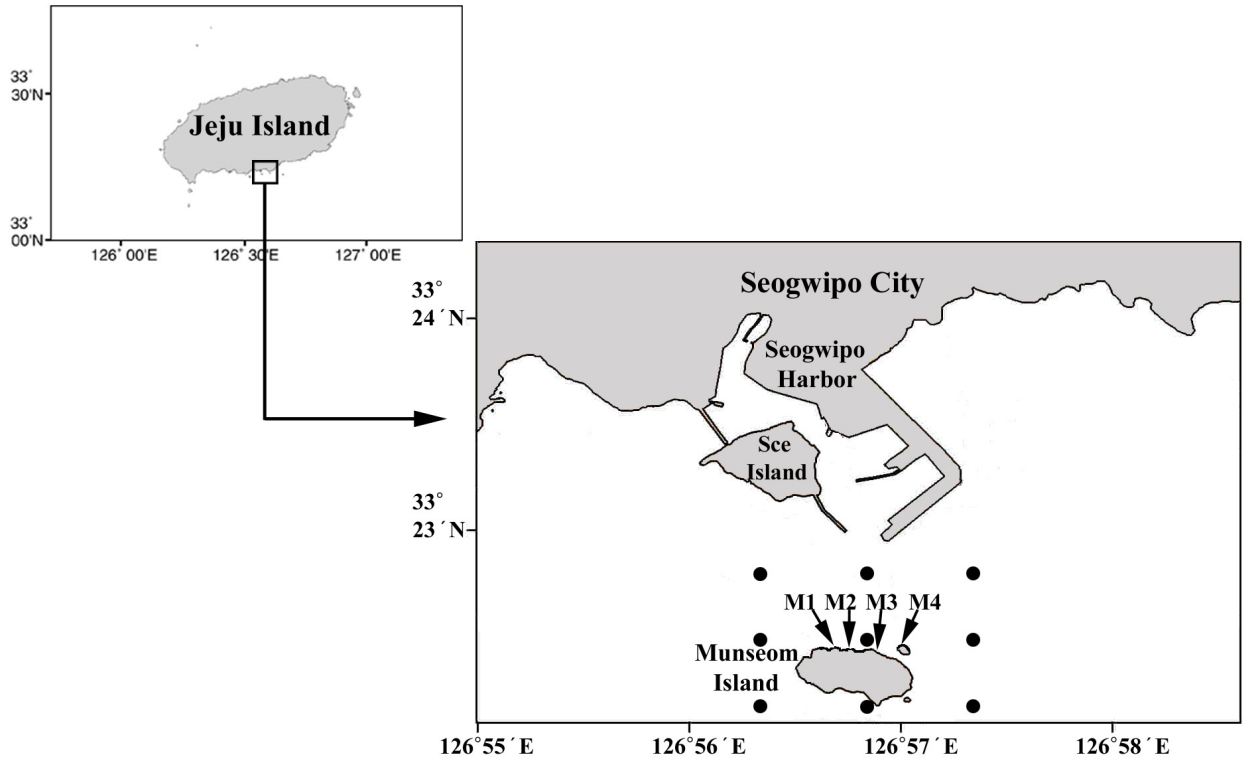 33°
30'N
Jeju Island
33°
00'N
126° 00'E
126° 30'E
127° 00'E
Seogwipo City
33°
24´N
Seogwipo
Harbor
Sce
Island
33°
23´N
M1 M2 M3 M4
Munseom
Island
126°55´E
126°56´E
126°57´E
126°58´E